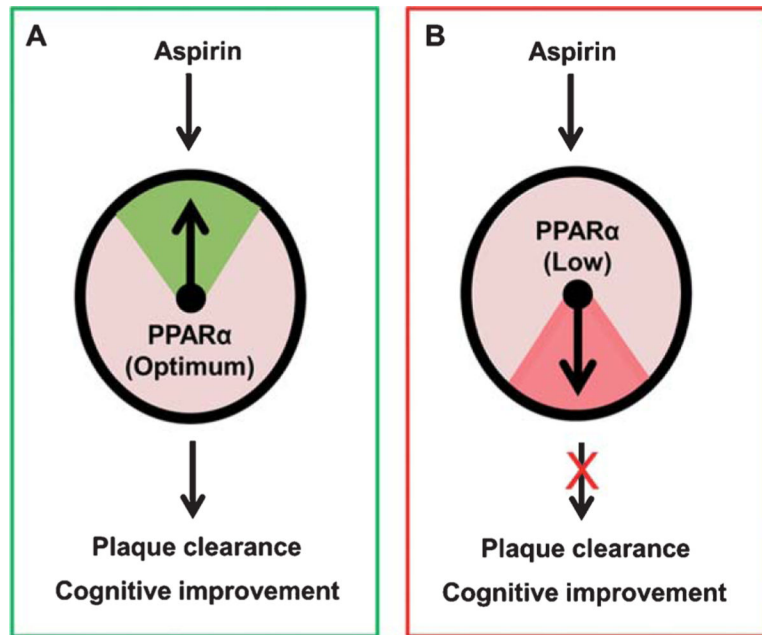 A
Aspirin
PPARα
(Optimum)
Plaque clearance
Cognitive improvement
B
Aspirin
PPARα
(Low)
X
Plaque clearance
Cognitive improvement